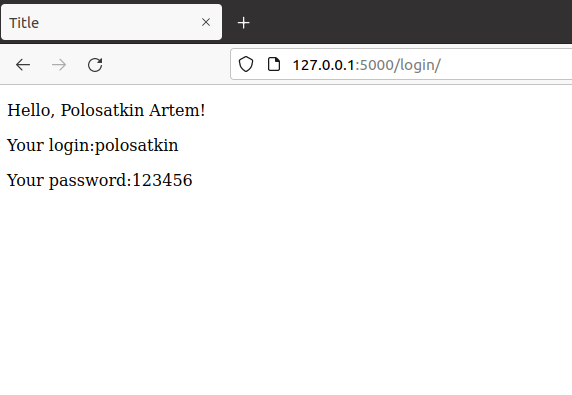 Title
127.0.0.1:5000/login/
Hello, Polosatkin Artem!
Your login:polosatkin
Your password:123456